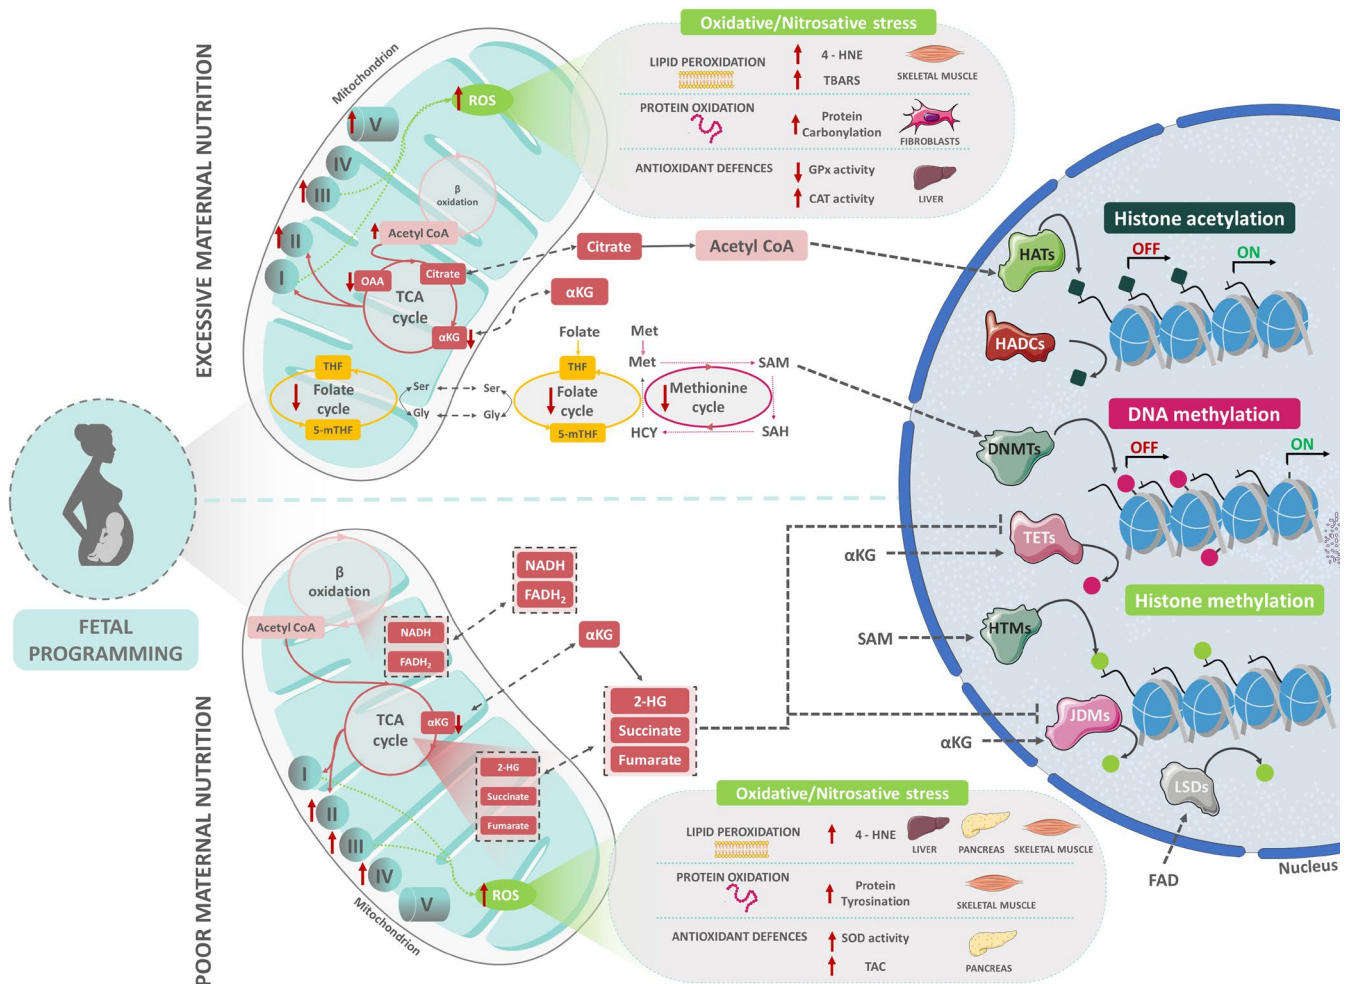 EXCESSIVE MATERNAL NUTRITION
Mitochondrion
V
IV
III
II
I
ROS
β
oxidation
Acetyl CoA
OAA
Citrate
TCA
cycle
αKG
THF
Folate
cycle
5-mTHF
Ser
Gly
Ser
Gly
Folate
THF
Folate
cycle
5-mTHF
Met
Met
SAM
Methionine
cycle
HCY
SAH
Citrate
Acetyl CoA
αKG
Oxidative/Nitrosative stress
LIPID PEROXIDATION
4 - HNE
TBARS
SKELETAL MUSCLE
PROTEIN OXIDATION
Protein
Carbonylation
FIBROBLASTS
ANTIOXIDANT DEFENCES
GPx activity
CAT activity
LIVER
HATs
Histone acetylation
OFF
ON
HADCs
DNA methylation
DNMTs
OFF
ON
TETs
αKG
Histone methylation
HTMs
SAM
JDMs
αKG
LSDs
FAD
Nucleus
FETAL
PROGRAMMING
POOR MATERNAL NUTRITION
β
oxidation
Acetyl CoA
NADH
FADH2
NADH
FADH2
TCA
cycle
αKG
αKG
2-HG
Succinate
Fumarate
2-HG
Succinate
Fumarate
I
II
III
IV
V
Mitochondrion
ROS
Oxidative/Nitrosative stress
LIPID PEROXIDATION
4 - HNE
LIVER
PANCREAS
SKELETAL MUSCLE
PROTEIN OXIDATION
Protein
Tyrosination
SKELETAL MUSCLE
ANTIOXIDANT DEFENCES
SOD activity
TAC
PANCREAS